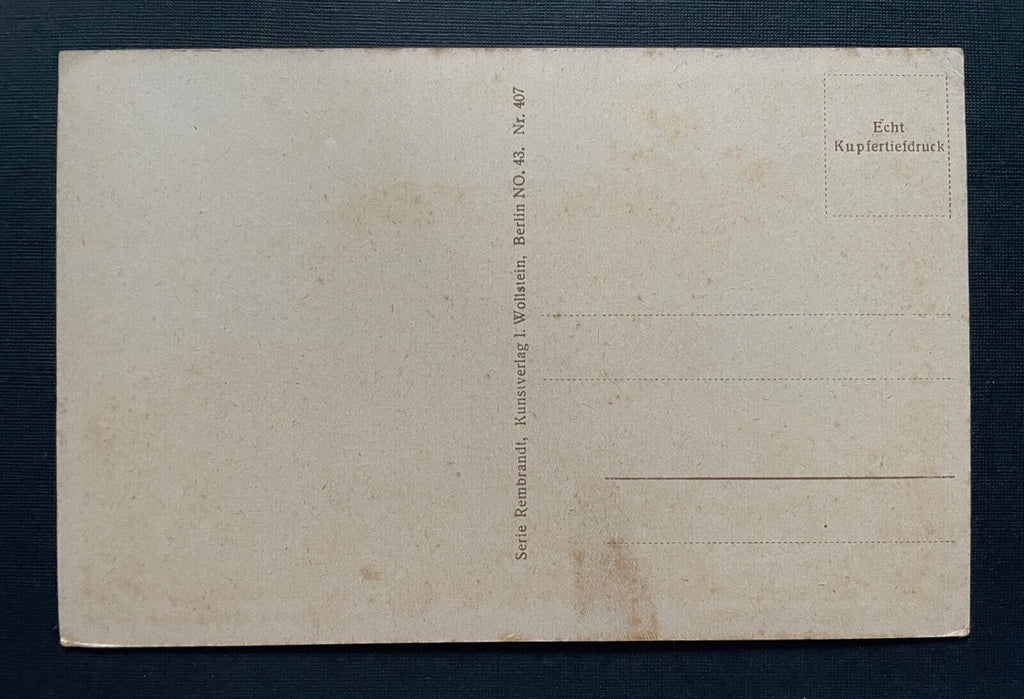 Serie Rembrandt, Kunstverlag I. Wollstein, Berlin NO. 43. Nr. 407
Echt
Kupfertiefdruck